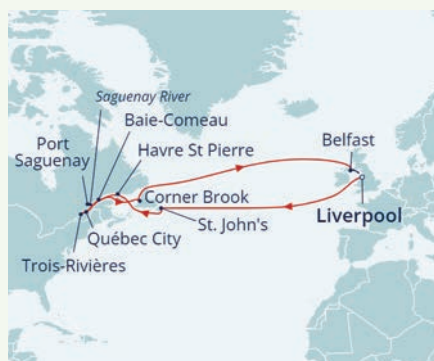 Saguenay River
Baie-Comeau
Port
Saguenay
Havre St Pierre
Belfast
Corner Brook
Liverpool
St. John's
Québec City
Trois-Rivières